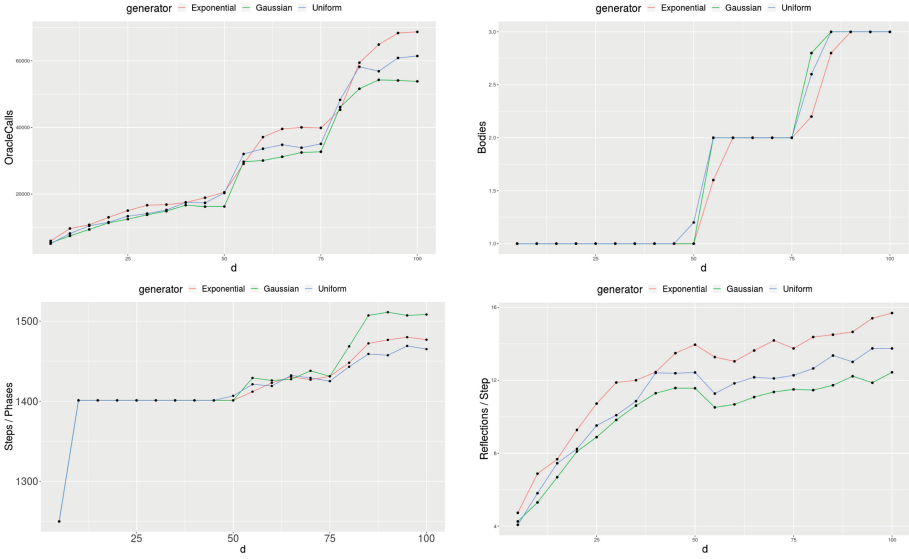 generator Exponential Gaussian Uniform
OracleCalls
60000
40000
20000
25 50 75 100
d
generator Exponential Gaussian Uniform
Bodies
3.0
2.5
2.0
1.5
1.0
25 50 75 100
d
generator Exponential Gaussian Uniform
Steps / Phases
1500
1400
1300
25 50 75 100
d
generator Exponential Gaussian Uniform
Reflections / Step
16
12
8
4
25 50 75 100
d